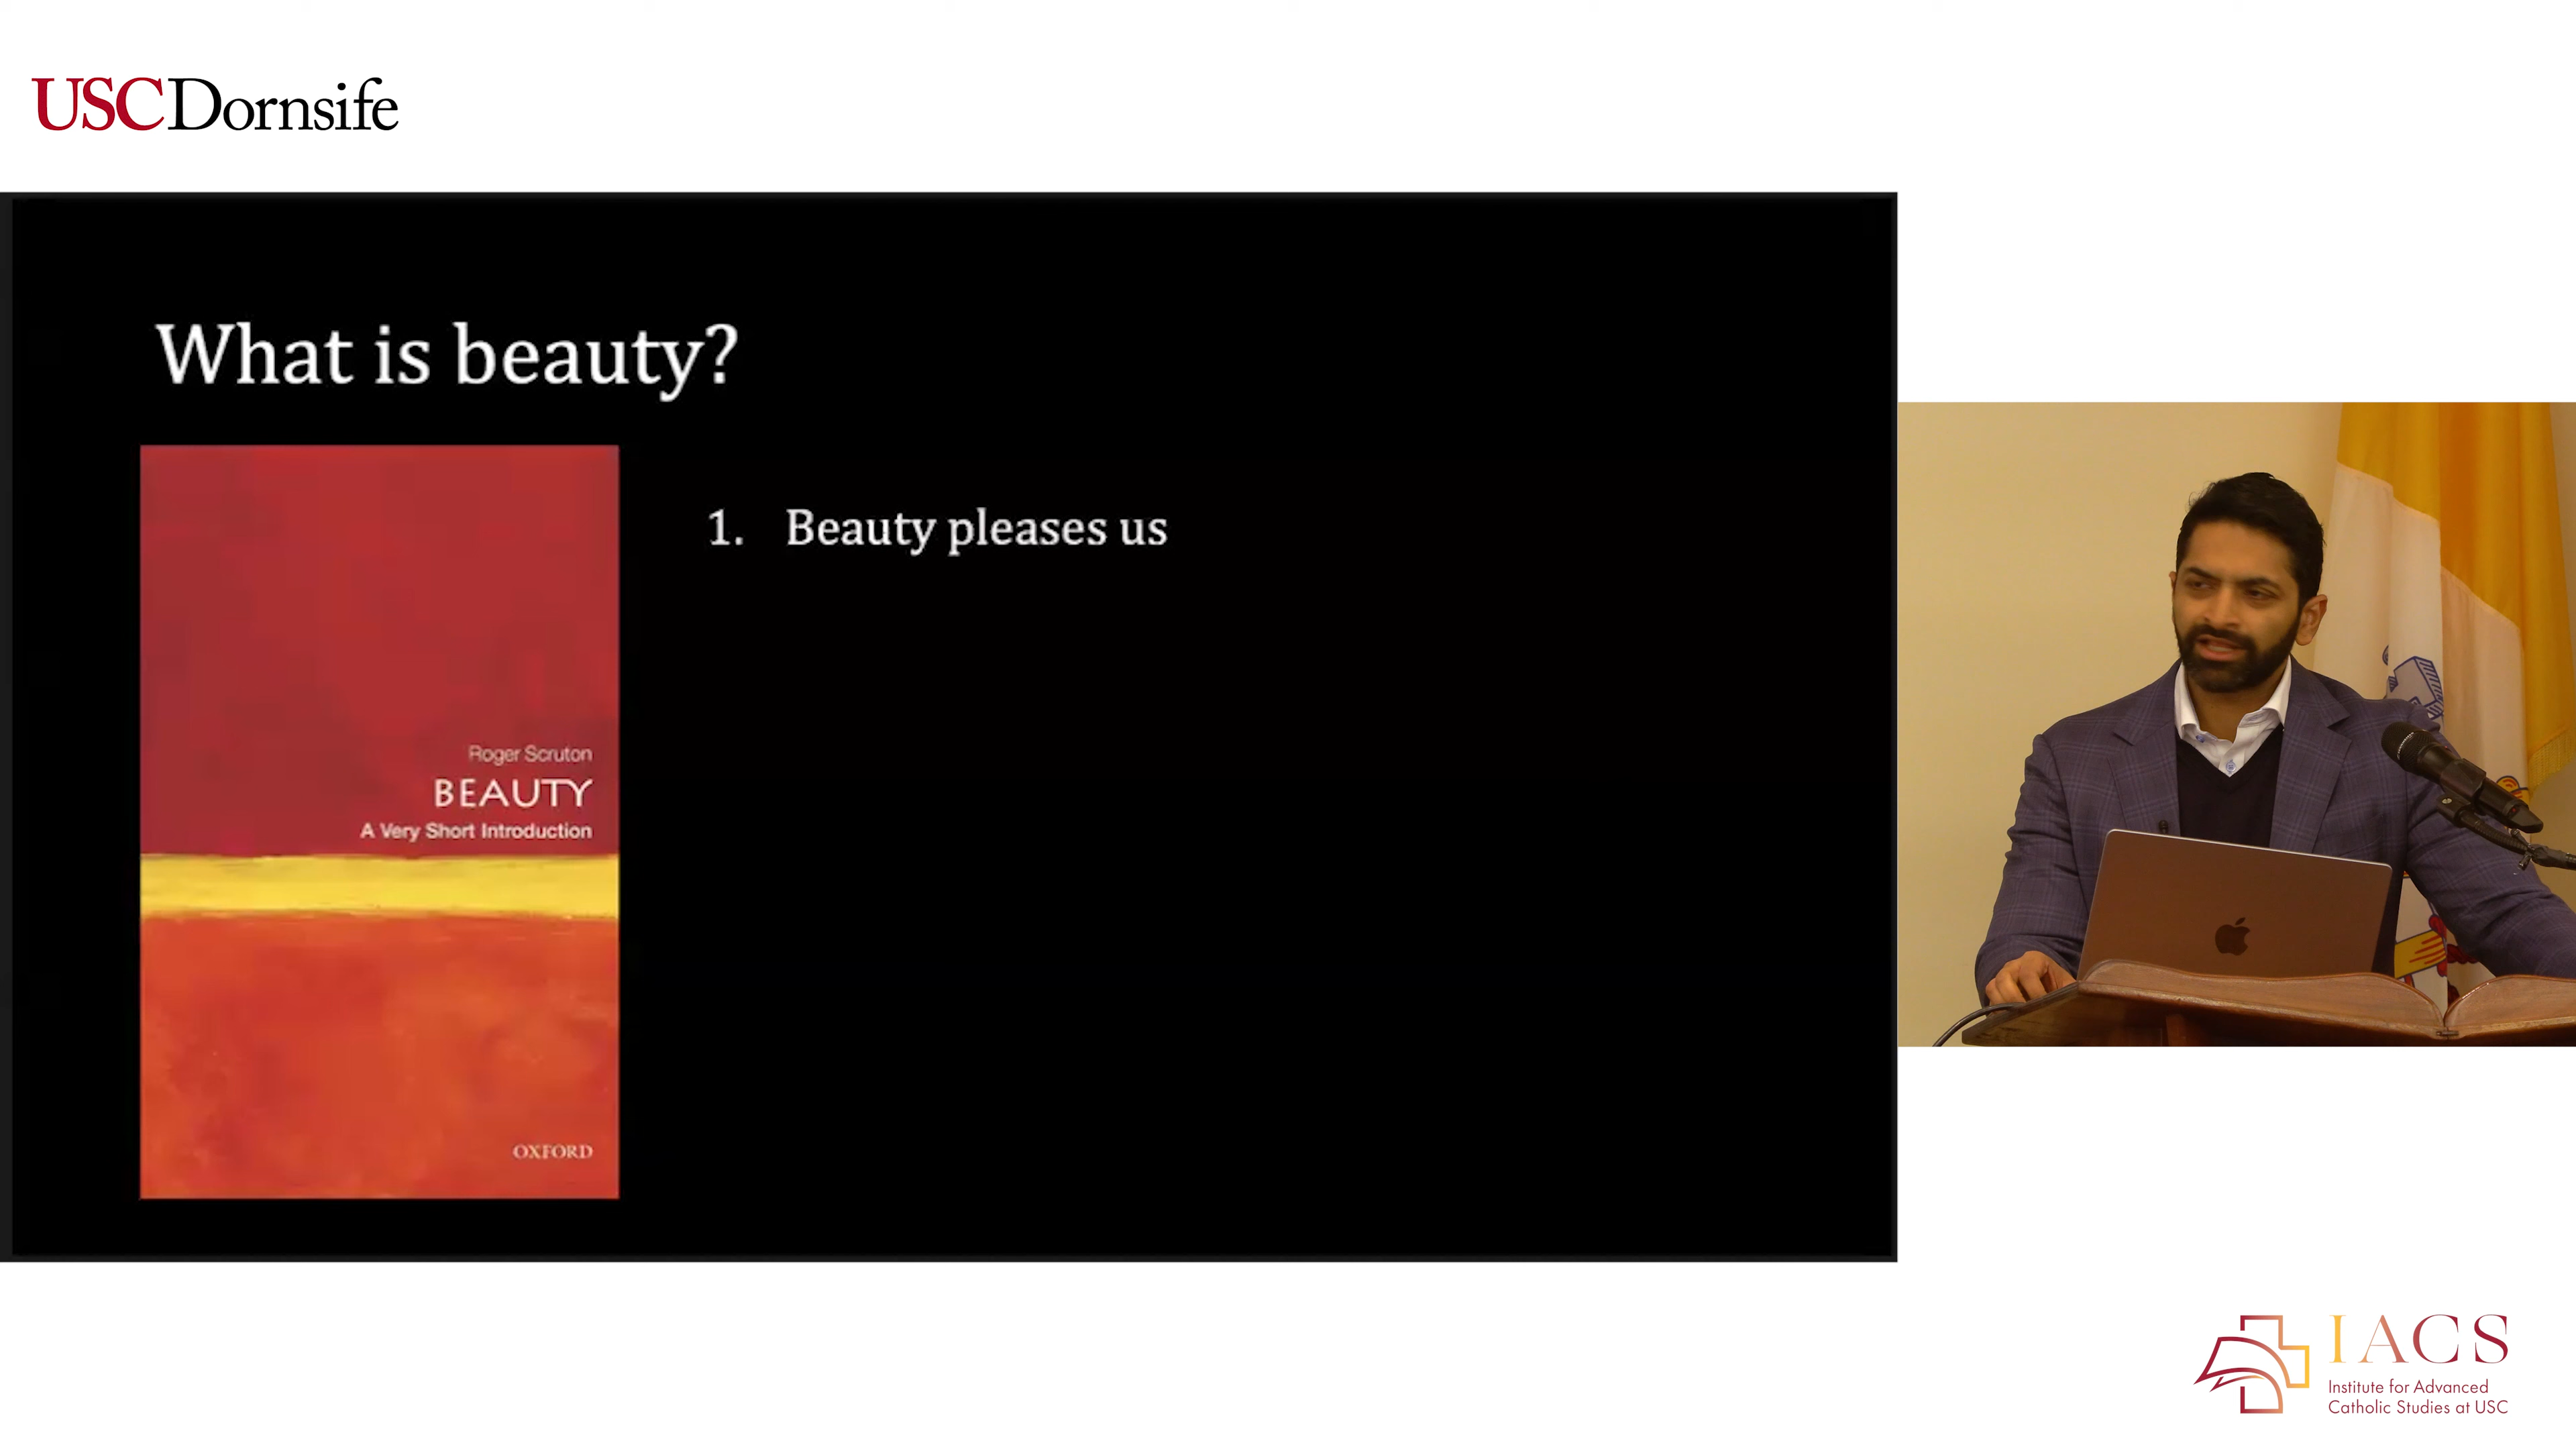 USCDornsife
What is beauty?
1. Beauty pleases us
Roger Scruton
BEAUTY
A Very Short Introduction
OXFORD
IACS
Institute for Advanced
Catholic Studies at USC